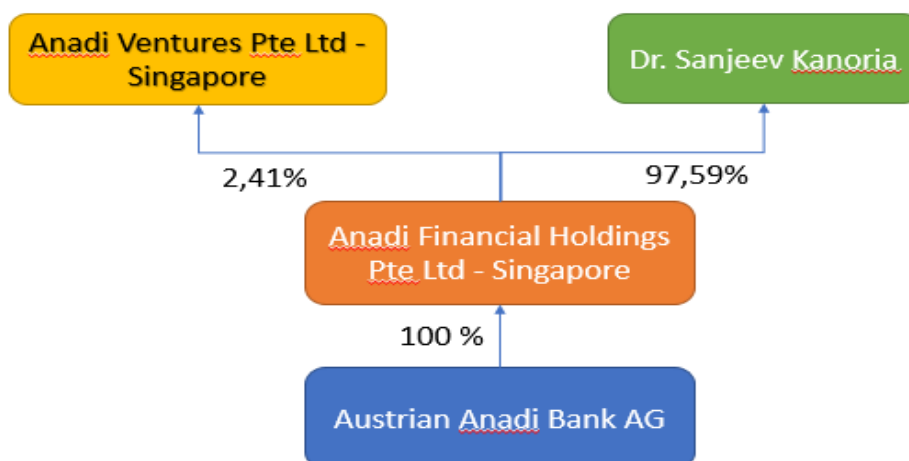 Anadi Ventures Pte Ltd -
Singapore
Dr. Sanjeev Kanoria
2,41%
97,59%
Anadi Financial Holdings
Pte Ltd - Singapore
100 %
Austrian Anadi Bank AG